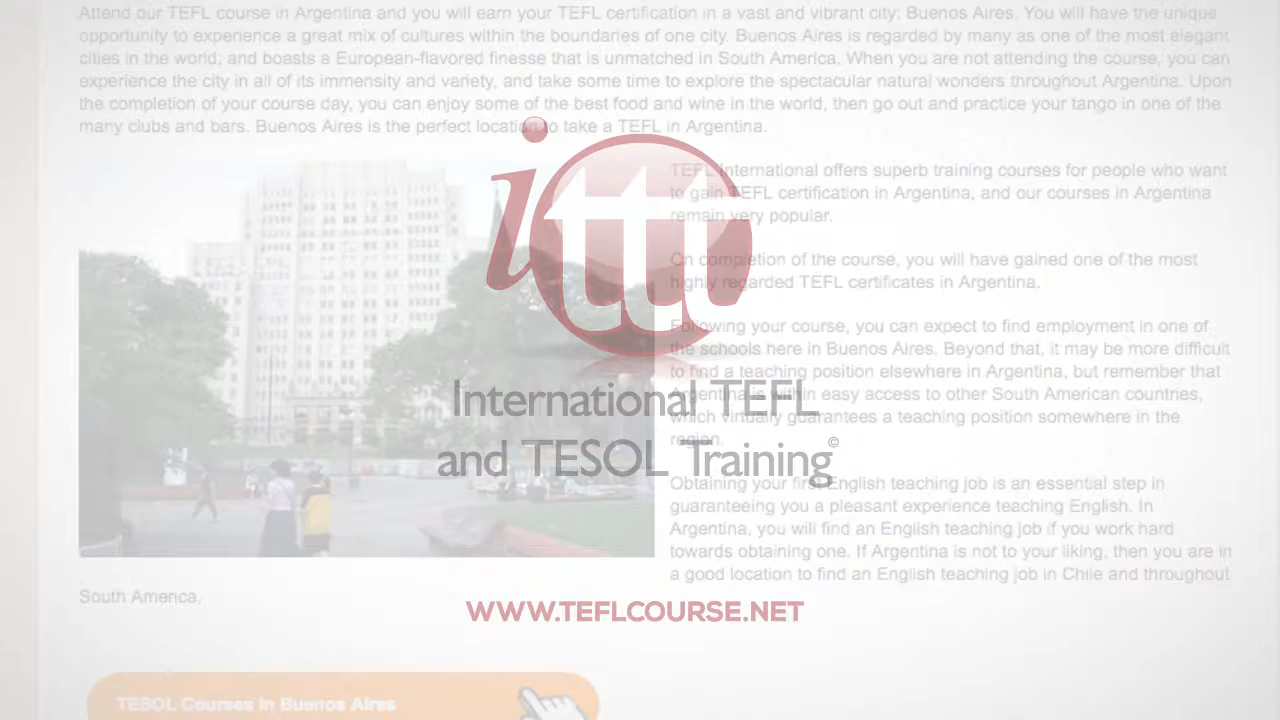 Attend our TEFL course in Argentina and you will earn your TEFL certification in a vast and vibrant city: Buenos Aires. You will have the unique
opportunity to experience a great mix of cultures within the boundaries of one city. Buenos Aires is regarded by many as one of the most elegant
cities in the world, and boasts a European-flavored finesse that is unmatched in South America. When you are not attending the course, you can
experience the city in all of its immensity and variety, and take some time to explore the spectacular natural wonders throughout Argentina. Upon
the completion of your course day, you can enjoy some of the best food and wine in the world, then go out and practice your tango in one of the
many clubs and bars. Buenos Aires is the perfect location to take a TEFL in Argentina.
TEFL International offers superb training courses for people who want
to gain TEFL certification in Argentina, and our courses in Argentina
remain very popular.
On completion of the course, you will have gained one of the most
highly regarded TEFL certificates in Argentina.
Following your course, you can expect to find employment in one of
the schools here in Buenos Aires. Beyond that, it may be more difficult
to find a teaching position elsewhere in Argentina, but remember that
Argentina is within easy access to other South American countries,
which virtually guarantees a teaching position somewhere in the
region.
Obtaining your first English teaching job is an essential step in
guaranteeing you a pleasant experience teaching English. In
Argentina, you will find an English teaching job if you work hard
towards obtaining one. If Argentina is not to your liking, then you are in
a good location to find an English teaching job in Chile and throughout
South America.
ittt
International TEFL
and TESOL Training©
WWW.TEFLCOURSE.NET
TESOL Courses in Buenos Aires